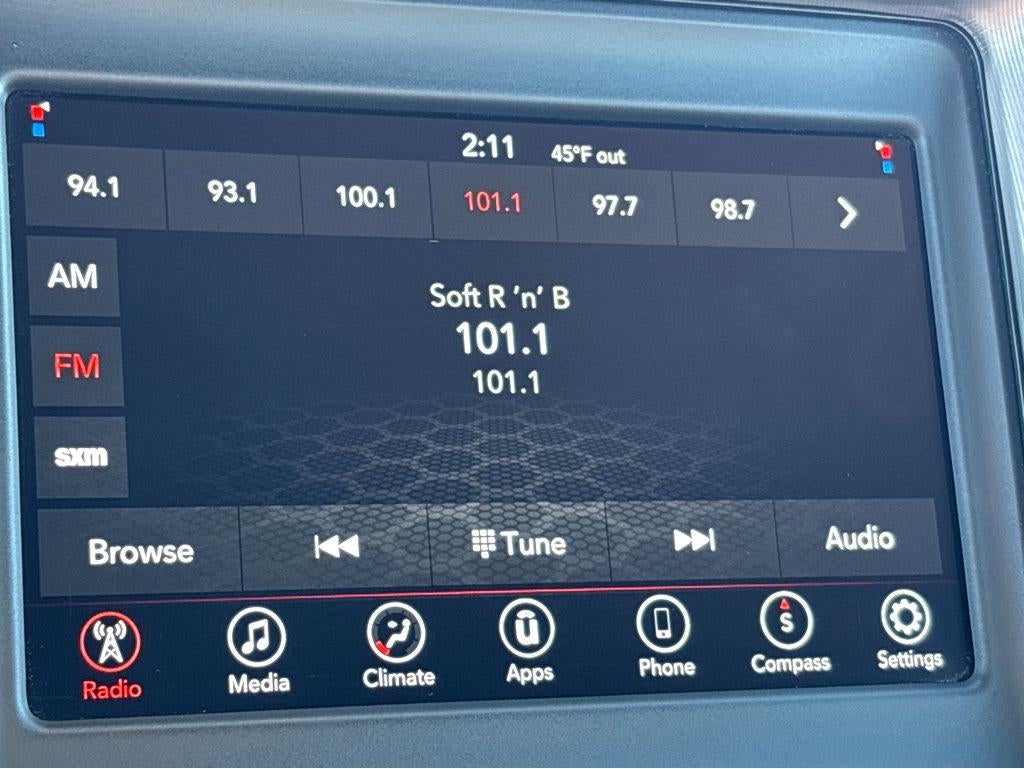 2:11 45°F out
94.1 93.1 100.1 101.1 97.7 98.7
AM
Soft R 'n' B
101.1
FM
101.1
sxm
Browse Tune Audio
Radio Media Climate ū Apps Phone S Compass Settings